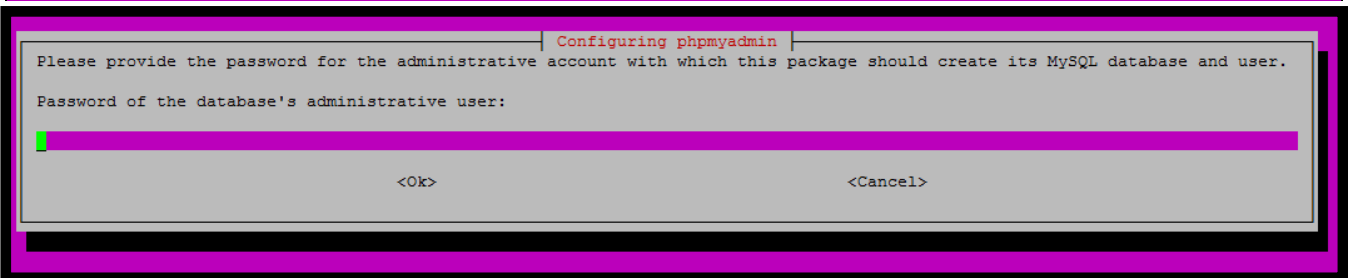 Configuring phpmyadmin
Please provide the password for the administrative account with which this package should create its MySQL database and user.
Password of the database's administrative user:
<Ok> <Cancel>